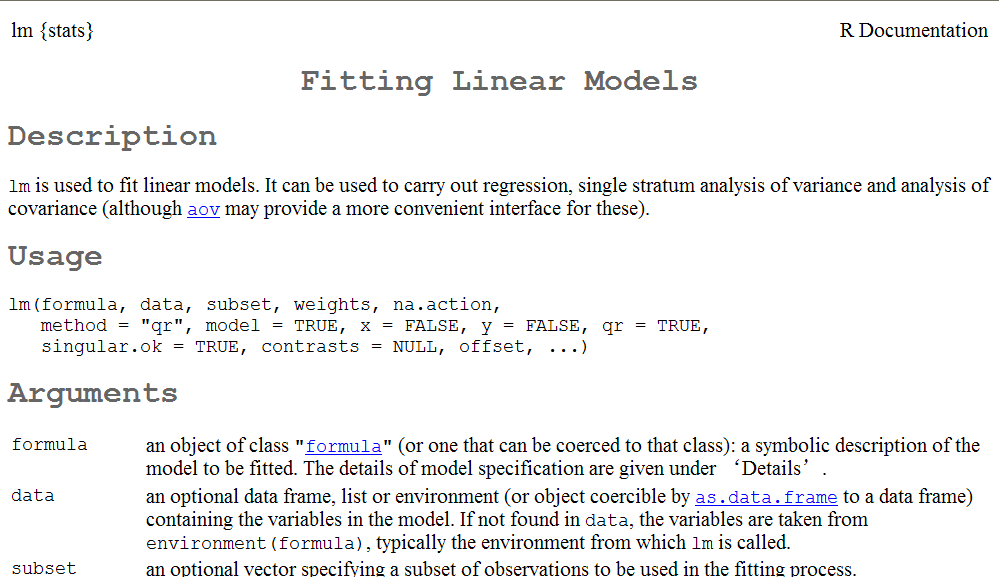 lm {stats} R Documentation
Fitting Linear Models
Description
lm is used to fit linear models. It can be used to carry out regression, single stratum analysis of variance and analysis of
covariance (although aov may provide a more convenient interface for these).
Usage
lm(formula, data, subset, weights, na.action,
   method = "qr", model = TRUE, x = FALSE, y = FALSE, qr = TRUE,
   singular.ok = TRUE, contrasts = NULL, offset, ...)
Arguments
formula an object of class "formula" (or one that can be coerced to that class): a symbolic description of the
model to be fitted. The details of model specification are given under ‘Details’.
data an optional data frame, list or environment (or object coercible by as.data.frame to a data frame)
containing the variables in the model. If not found in data, the variables are taken from
environment(formula), typically the environment from which lm is called.
subset an optional vector specifying a subset of observations to be used in the fitting process.